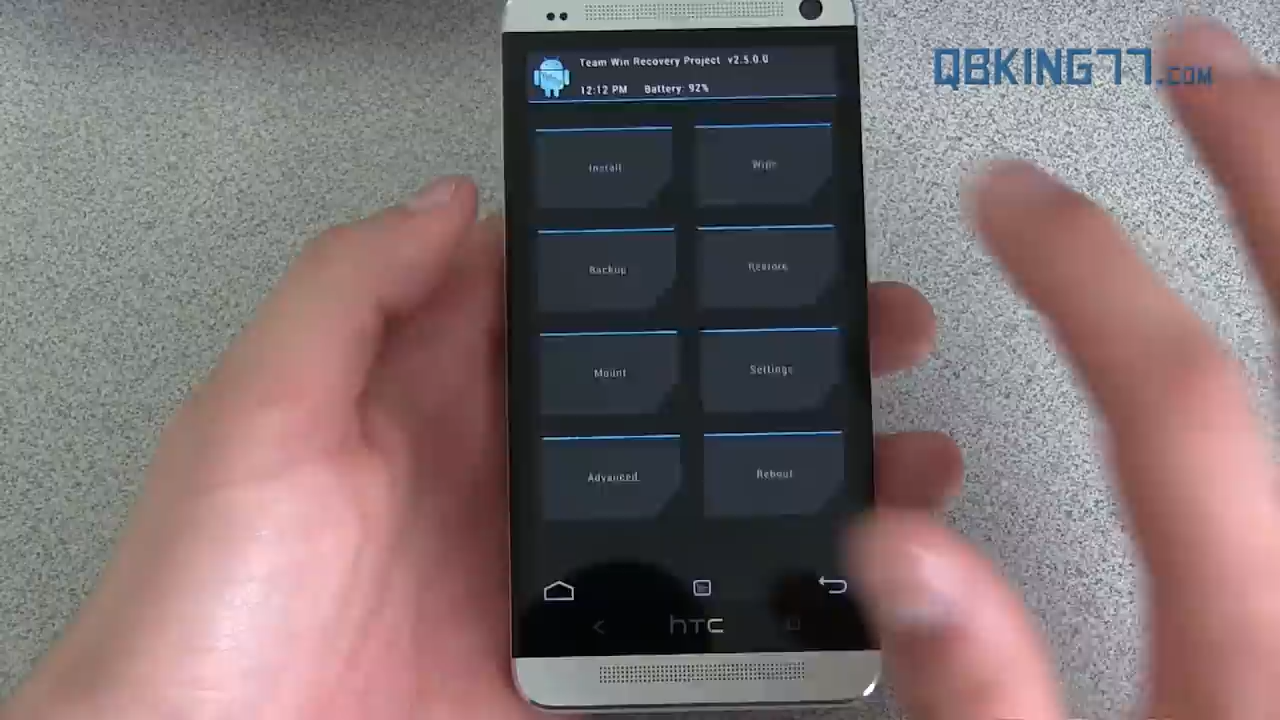 Team Win Recovery Project v2.5.0.0
12:12 PM Battery: 92%
QBKING77.COM
Install
Wipe
Backup
Restore
Mount
Settings
Advanced
Reboot
hTC